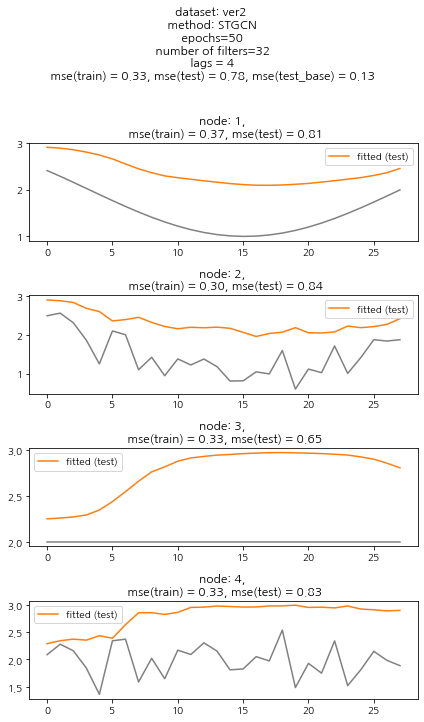 dataset: ver2
method: STGCN
epochs=50
number of filters=32
lags = 4
mse(train) = 0.33, mse(test) = 0.78, mse(test_base) = 0.13
node: 1,
mse(train) = 0.37, mse(test) = 0.81
3
2
1
fitted (test)
0 5 10 15 20 25
node: 2,
mse(train) = 0.30, mse(test) = 0.84
3
2
1
fitted (test)
0 5 10 15 20 25
node: 3,
mse(train) = 0.33, mse(test) = 0.65
3.0
2.5
2.0
fitted (test)
0 5 10 15 20 25
node: 4,
mse(train) = 0.33, mse(test) = 0.83
3.0
2.5
2.0
1.5
fitted (test)
0 5 10 15 20 25